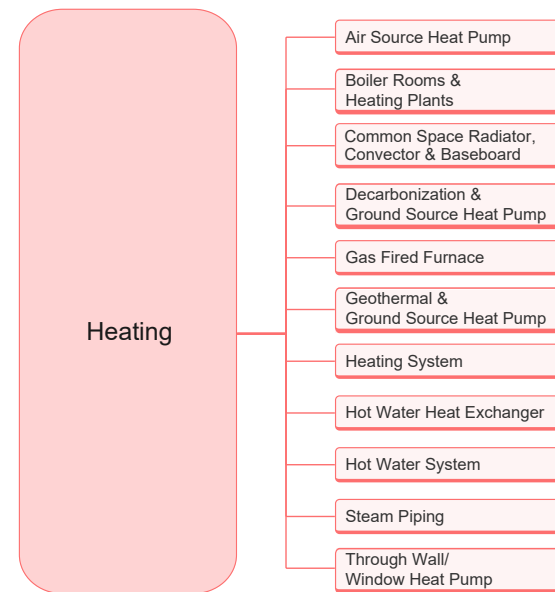 Heating
Air Source Heat Pump
Boiler Rooms &
Heating Plants
Common Space Radiator,
Convector & Baseboard
Decarbonization &
Ground Source Heat Pump
Gas Fired Furnace
Geothermal &
Ground Source Heat Pump
Heating System
Hot Water Heat Exchanger
Hot Water System
Steam Piping
Through Wall/
Window Heat Pump